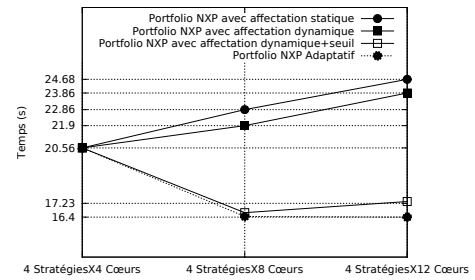 Portfolio NXP avec affectation statique
Portfolio NXP avec affectation dynamique
Portfolio NXP avec affectation dynamique+seuil
Portfolio NXP Adaptatif
24.68
23.86
22.86
21.9
20.56
17.23
16.4
Temps (s)
4 StratégiesX4 Cœurs
4 StratégiesX8 Cœurs
4 StratégiesX12 Cœurs